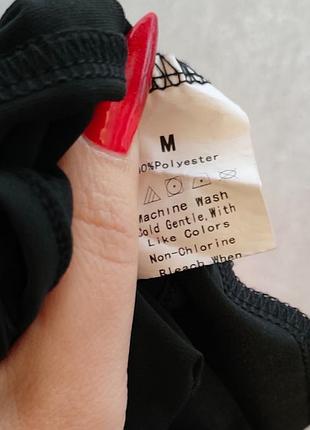 M
0%Polyester
Machine Wash
Cold Gentle,With
Like Colors
Non-Chlorine
Bleach When